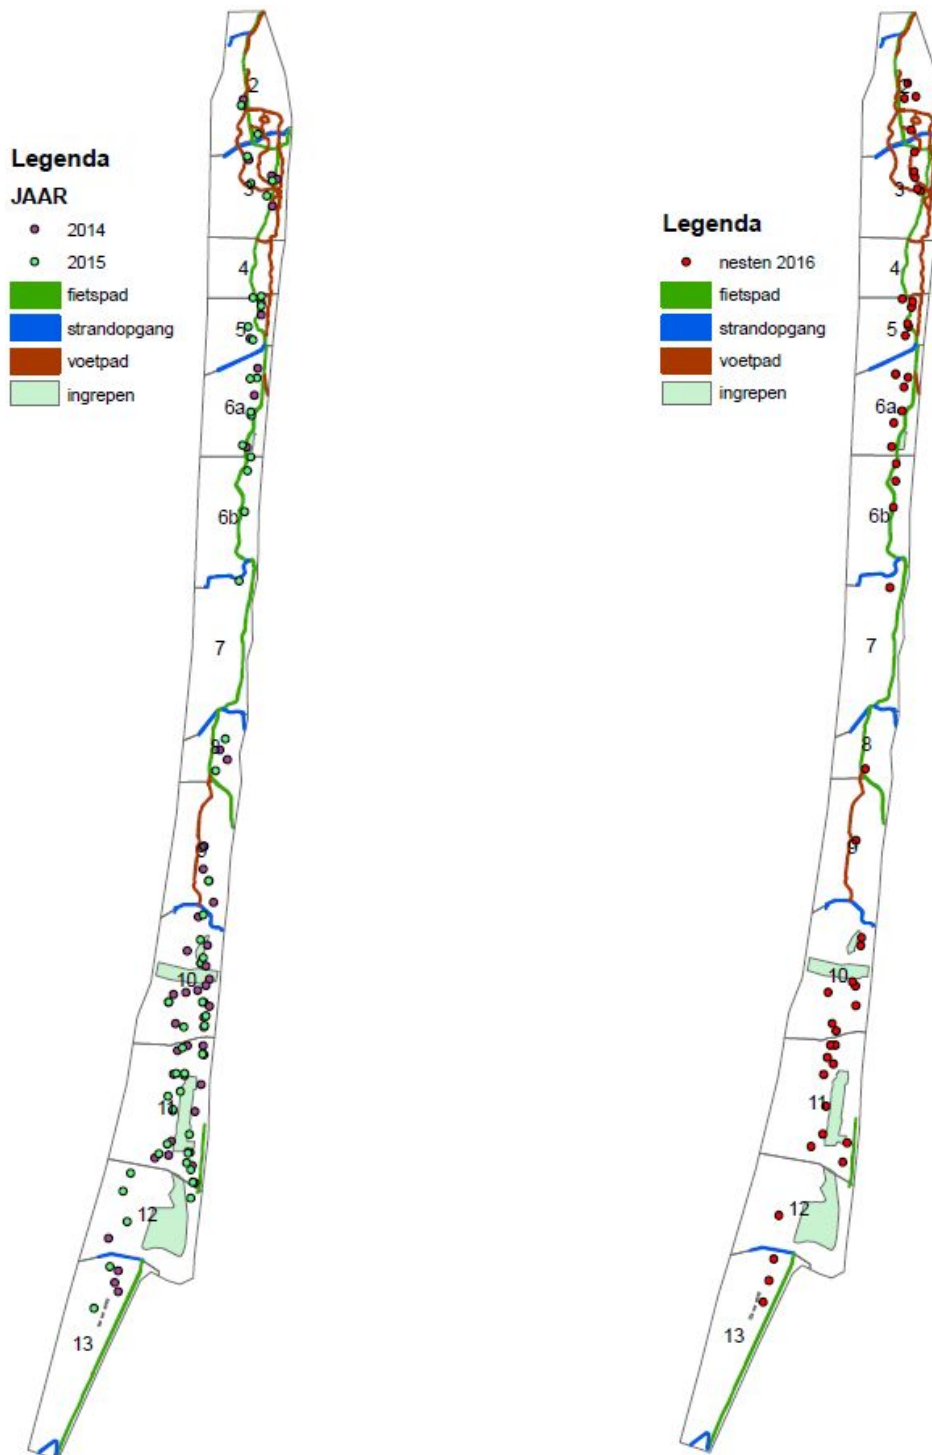 Legenda
JAAR
2014
2015
fietspad
strandopgang
voetpad
ingrepen
2
3
4
5
6a
6b
7
9
10
11
12
13
Legenda
nesten 2016
fietspad
strandopgang
voetpad
ingrepen
3
4
5
6a
6b
7
8
9
10
11
12
13